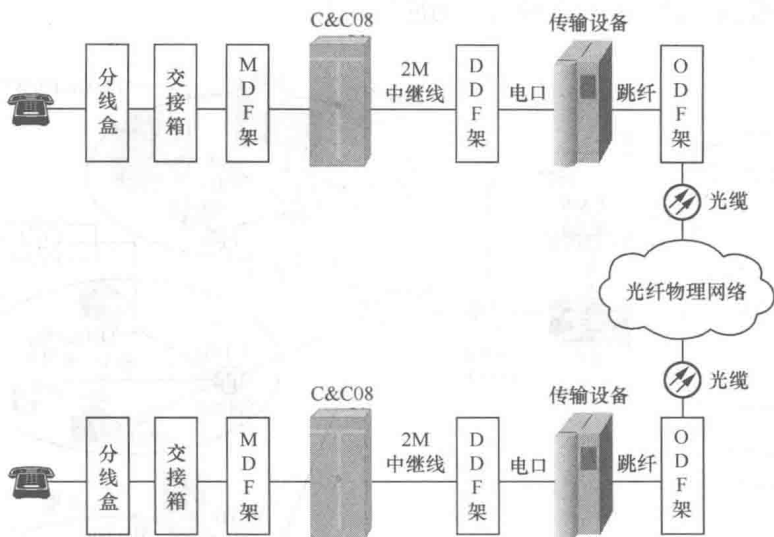 C&C08
传输设备
分线盒
交接箱
MDF架
2M
中继线
DDF架
电口
跳纤
ODF架
光缆
光纤物理网络
光缆
C&C08
传输设备
分线盒
交接箱
MDF架
2M
中继线
DDF架
电口
跳纤
ODF架